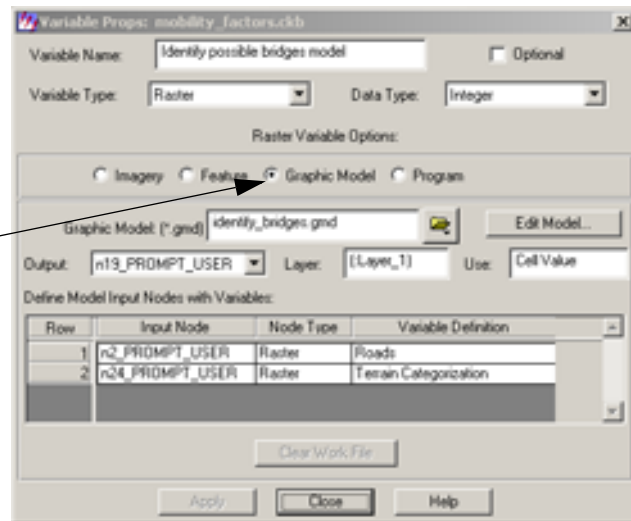 Variable Props: mobility_factors.ckb
Variable Name: Identify possible bridges model Optional
Variable Type: Raster Data Type: Integer
Raster Variable Options:
Imagery Feature Graphic Model Program
Graphic Model: (*.gmd) identify_bridges.gmd Edit Model...
Output: n19_PROMPT_USER Layer: (:Layer_1) Use: Cell Value
Define Model Input Nodes with Variables:
Row Input Node Node Type Variable Definition
1 n2_PROMPT_USER Raster Roads
2 n24_PROMPT_USER Raster Terrain Categorization
Clear Work File
Apply Close Help